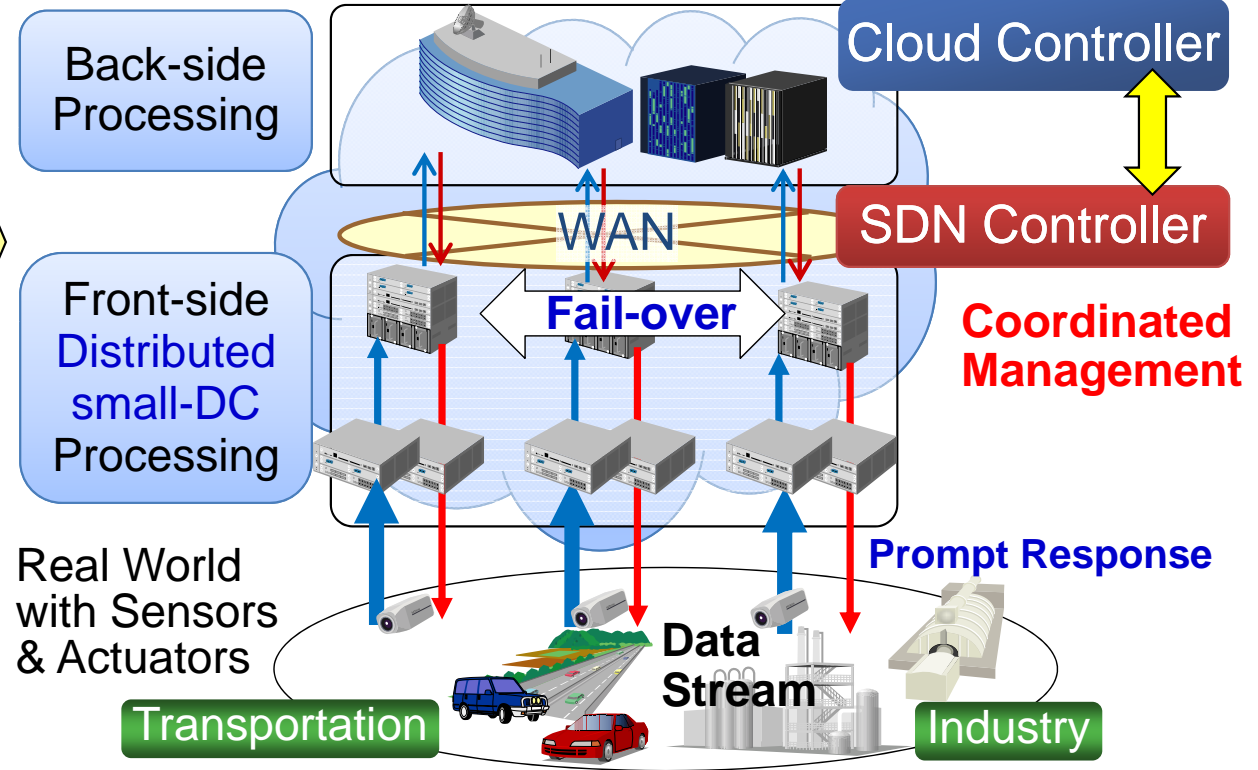 Back-side
Processing
Cloud Controller
WAN
SDN Controller
Front-side
Distributed
small-DC
Processing
Fail-over
Coordinated
Management
Real World
with Sensors
& Actuators
Prompt Response
Data
Stream
Transportation
Industry